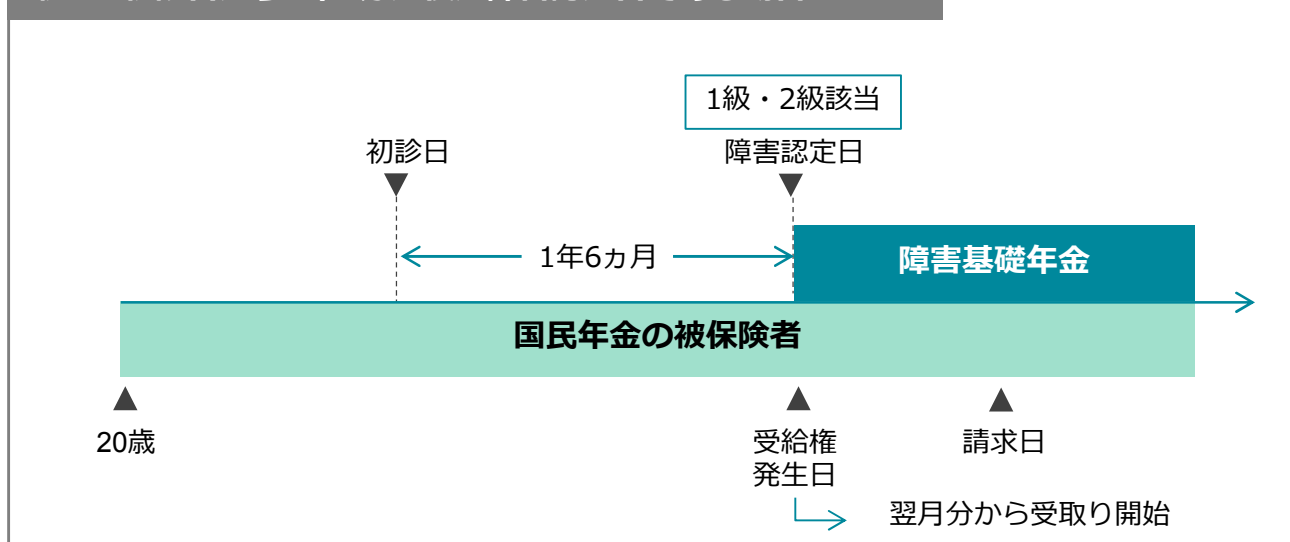 1級・2級該当
初診日
障害認定日
1年6ヵ月
障害基礎年金
国民年金の被保険者
20歳
受給権
発生日
請求日
翌月分から受取り開始